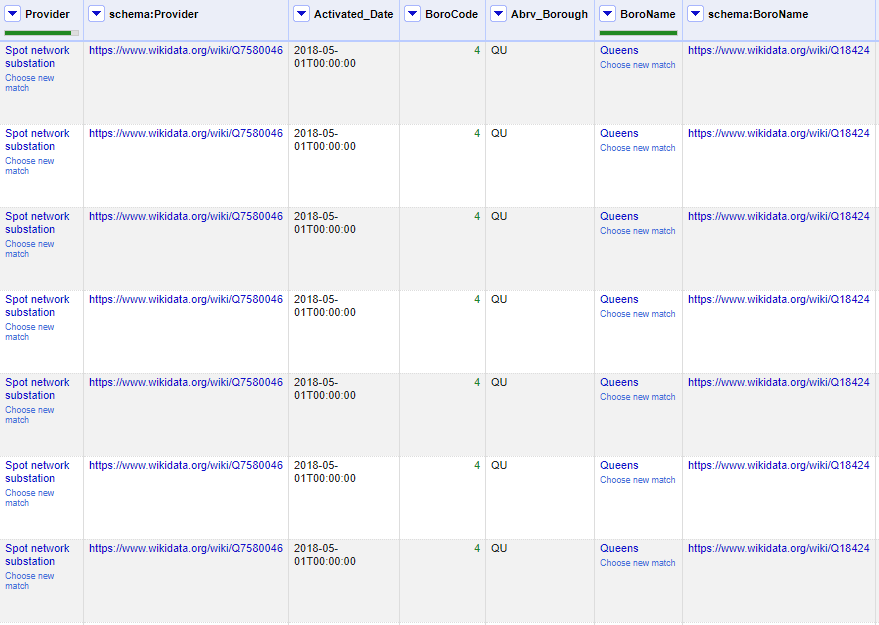 Provider schema:Provider Activated_Date BoroCode Abrv_Borough BoroName schema:BoroName
Spot network https://www.wikidata.org/wiki/Q7580046 2018-05- 4 QU Queens https://www.wikidata.org/wiki/Q18424
substation 01T00:00:00 Choose new match
Choose new
match
Spot network https://www.wikidata.org/wiki/Q7580046 2018-05- 4 QU Queens https://www.wikidata.org/wiki/Q18424
substation 01T00:00:00 Choose new match
Choose new
match
Spot network https://www.wikidata.org/wiki/Q7580046 2018-05- 4 QU Queens https://www.wikidata.org/wiki/Q18424
substation 01T00:00:00 Choose new match
Choose new
match
Spot network https://www.wikidata.org/wiki/Q7580046 2018-05- 4 QU Queens https://www.wikidata.org/wiki/Q18424
substation 01T00:00:00 Choose new match
Choose new
match
Spot network https://www.wikidata.org/wiki/Q7580046 2018-05- 4 QU Queens https://www.wikidata.org/wiki/Q18424
substation 01T00:00:00 Choose new match
Choose new
match
Spot network https://www.wikidata.org/wiki/Q7580046 2018-05- 4 QU Queens https://www.wikidata.org/wiki/Q18424
substation 01T00:00:00 Choose new match
Choose new
match
Spot network https://www.wikidata.org/wiki/Q7580046 2018-05- 4 QU Queens https://www.wikidata.org/wiki/Q18424
substation 01T00:00:00 Choose new match
Choose new
match